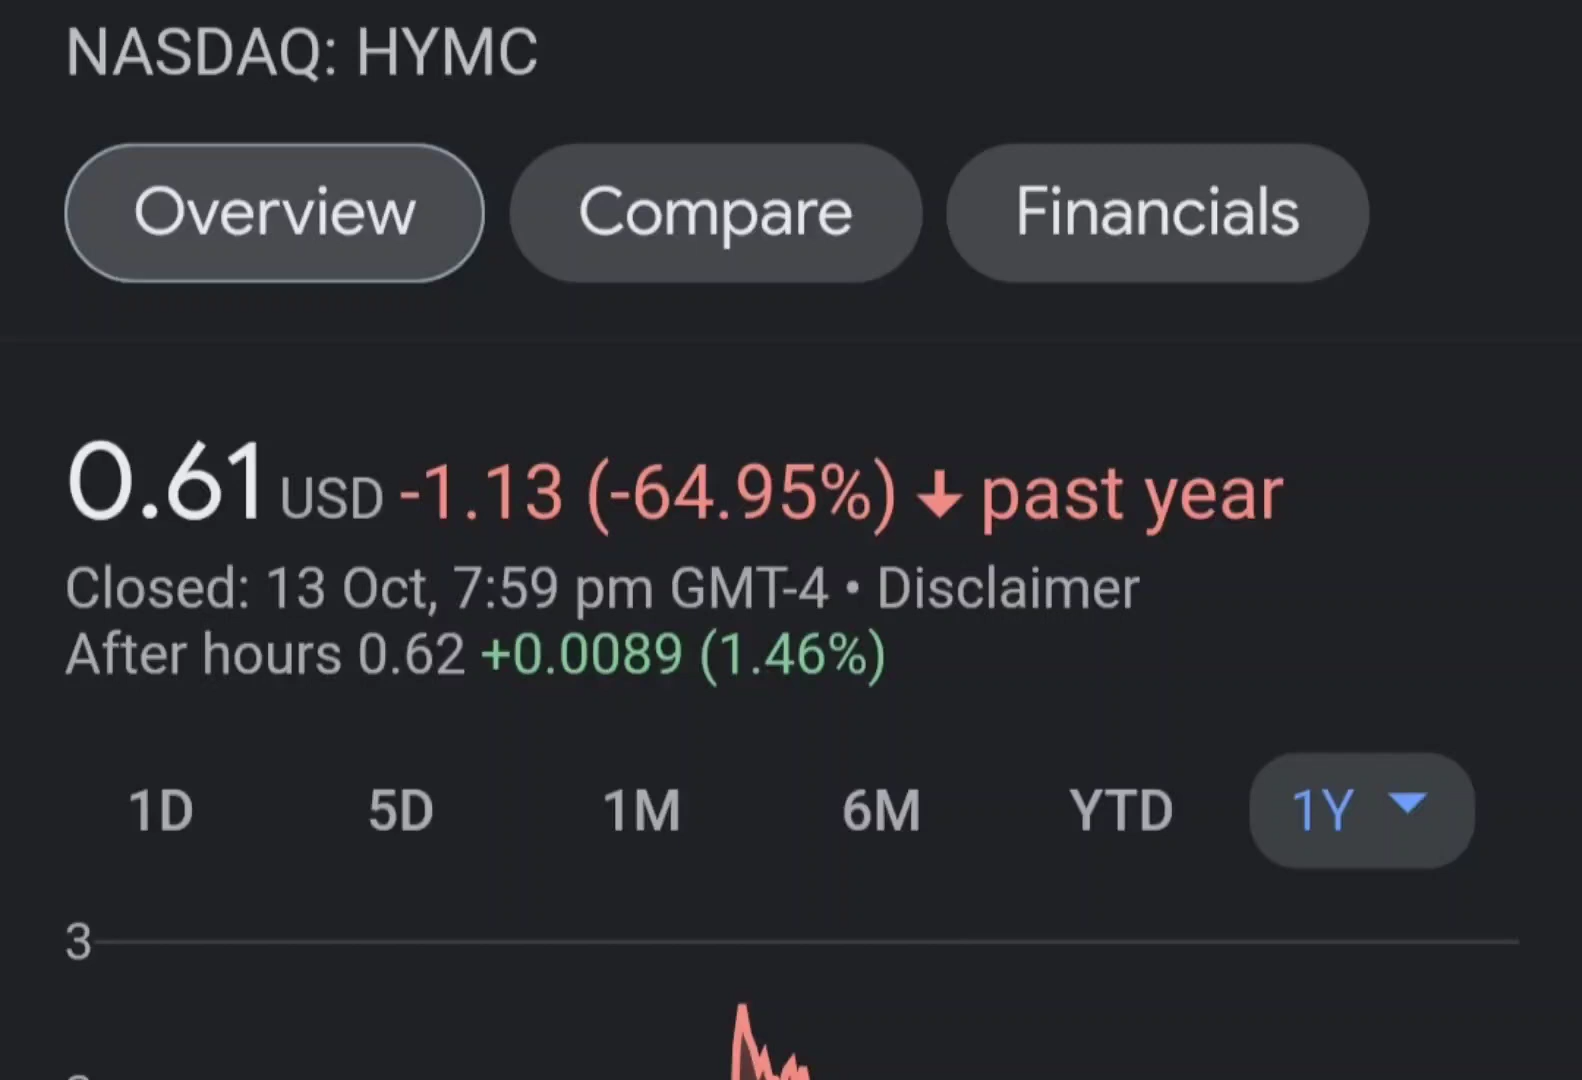 NASDAQ: HYMC
Overview Compare Financials
0.61 USD -1.13 (-64.95%) ↓ past year
Closed: 13 Oct, 7:59 pm GMT-4 • Disclaimer
After hours 0.62 +0.0089 (1.46%)
1D 5D 1M 6M YTD 1Y
3